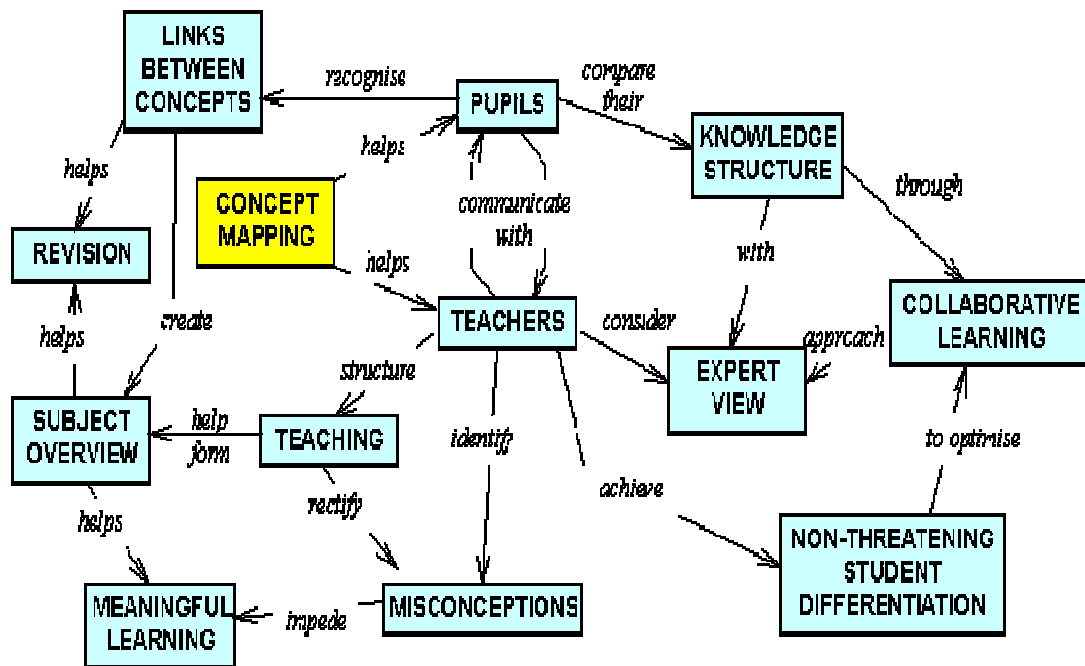 LINKS
BETWEEN
CONCEPTS
recognise
PUPILS
compare
their
KNOWLEDGE
STRUCTURE
helps
helps
CONCEPT
MAPPING
communicate
with
through
REVISION
with
helps
helps
create
TEACHERS
consider
COLLABORATIVE
LEARNING
approach
EXPERT
VIEW
structure
SUBJECT
OVERVIEW
help
form
TEACHING
identify
to optimise
rectify
achieve
helps
NON-THREATENING
STUDENT
DIFFERENTIATION
MEANINGFUL
LEARNING
impede
MISCONCEPTIONS